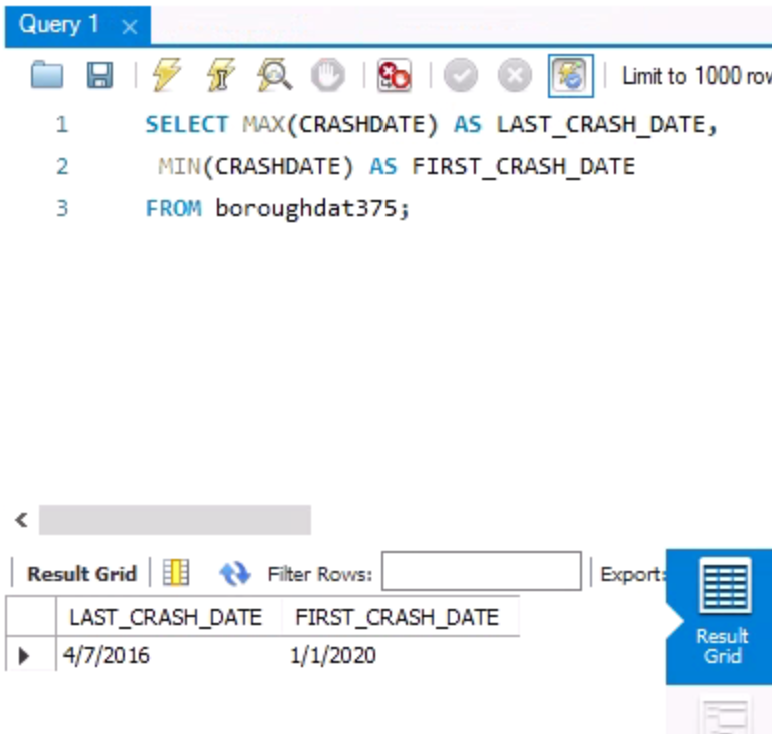 Query 1
Limit to 1000
1 SELECT MAX(CRASHDATE) AS LAST_CRASH_DATE,
2 MIN(CRASHDATE) AS FIRST_CRASH_DATE
3 FROM boroughdat375;
Result Grid Filter Rows: Export:
LAST_CRASH_DATE FIRST_CRASH_DATE
4/7/2016 1/1/2020
Result
Grid